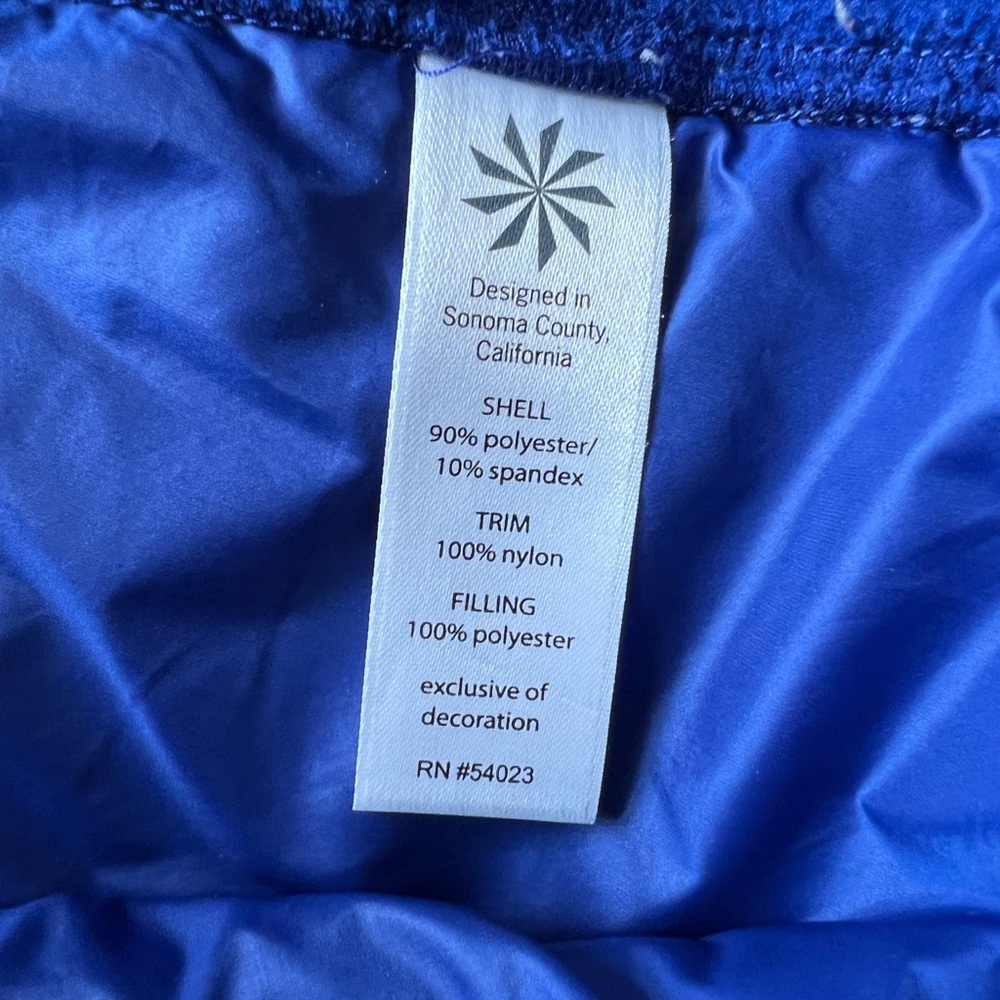 Designed in
Sonoma County,
California
SHELL
90% polyester/
10% spandex
TRIM
100% nylon
FILLING
100% polyester
exclusive of
decoration
RN #54023